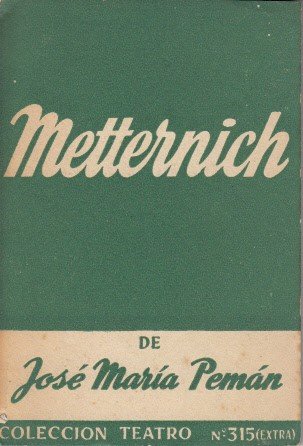 Metternich
DE
José María Pemán
COLECCION TEATRO Nº 315 (EXTRA)